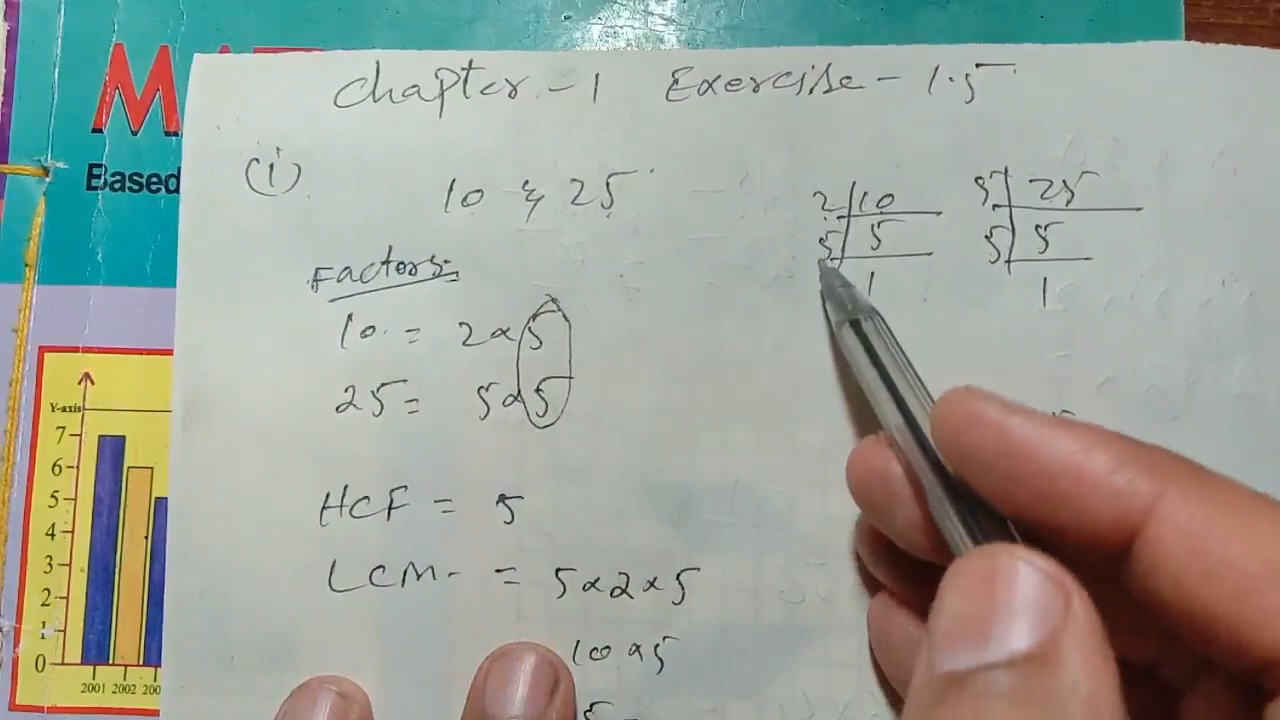 Chapter - 1 Exercise - 1.5
Based
(i) 10 & 25
2 | 10
5 | 5
1
5 | 25
5 | 5
1
Factors:
10 = 2 × 5
25 = 5 × 5
HCF = 5
LCM = 5 × 2 × 5
10 × 5
Y-axis
7
6
5
4
3
2
1
0
2001 2002